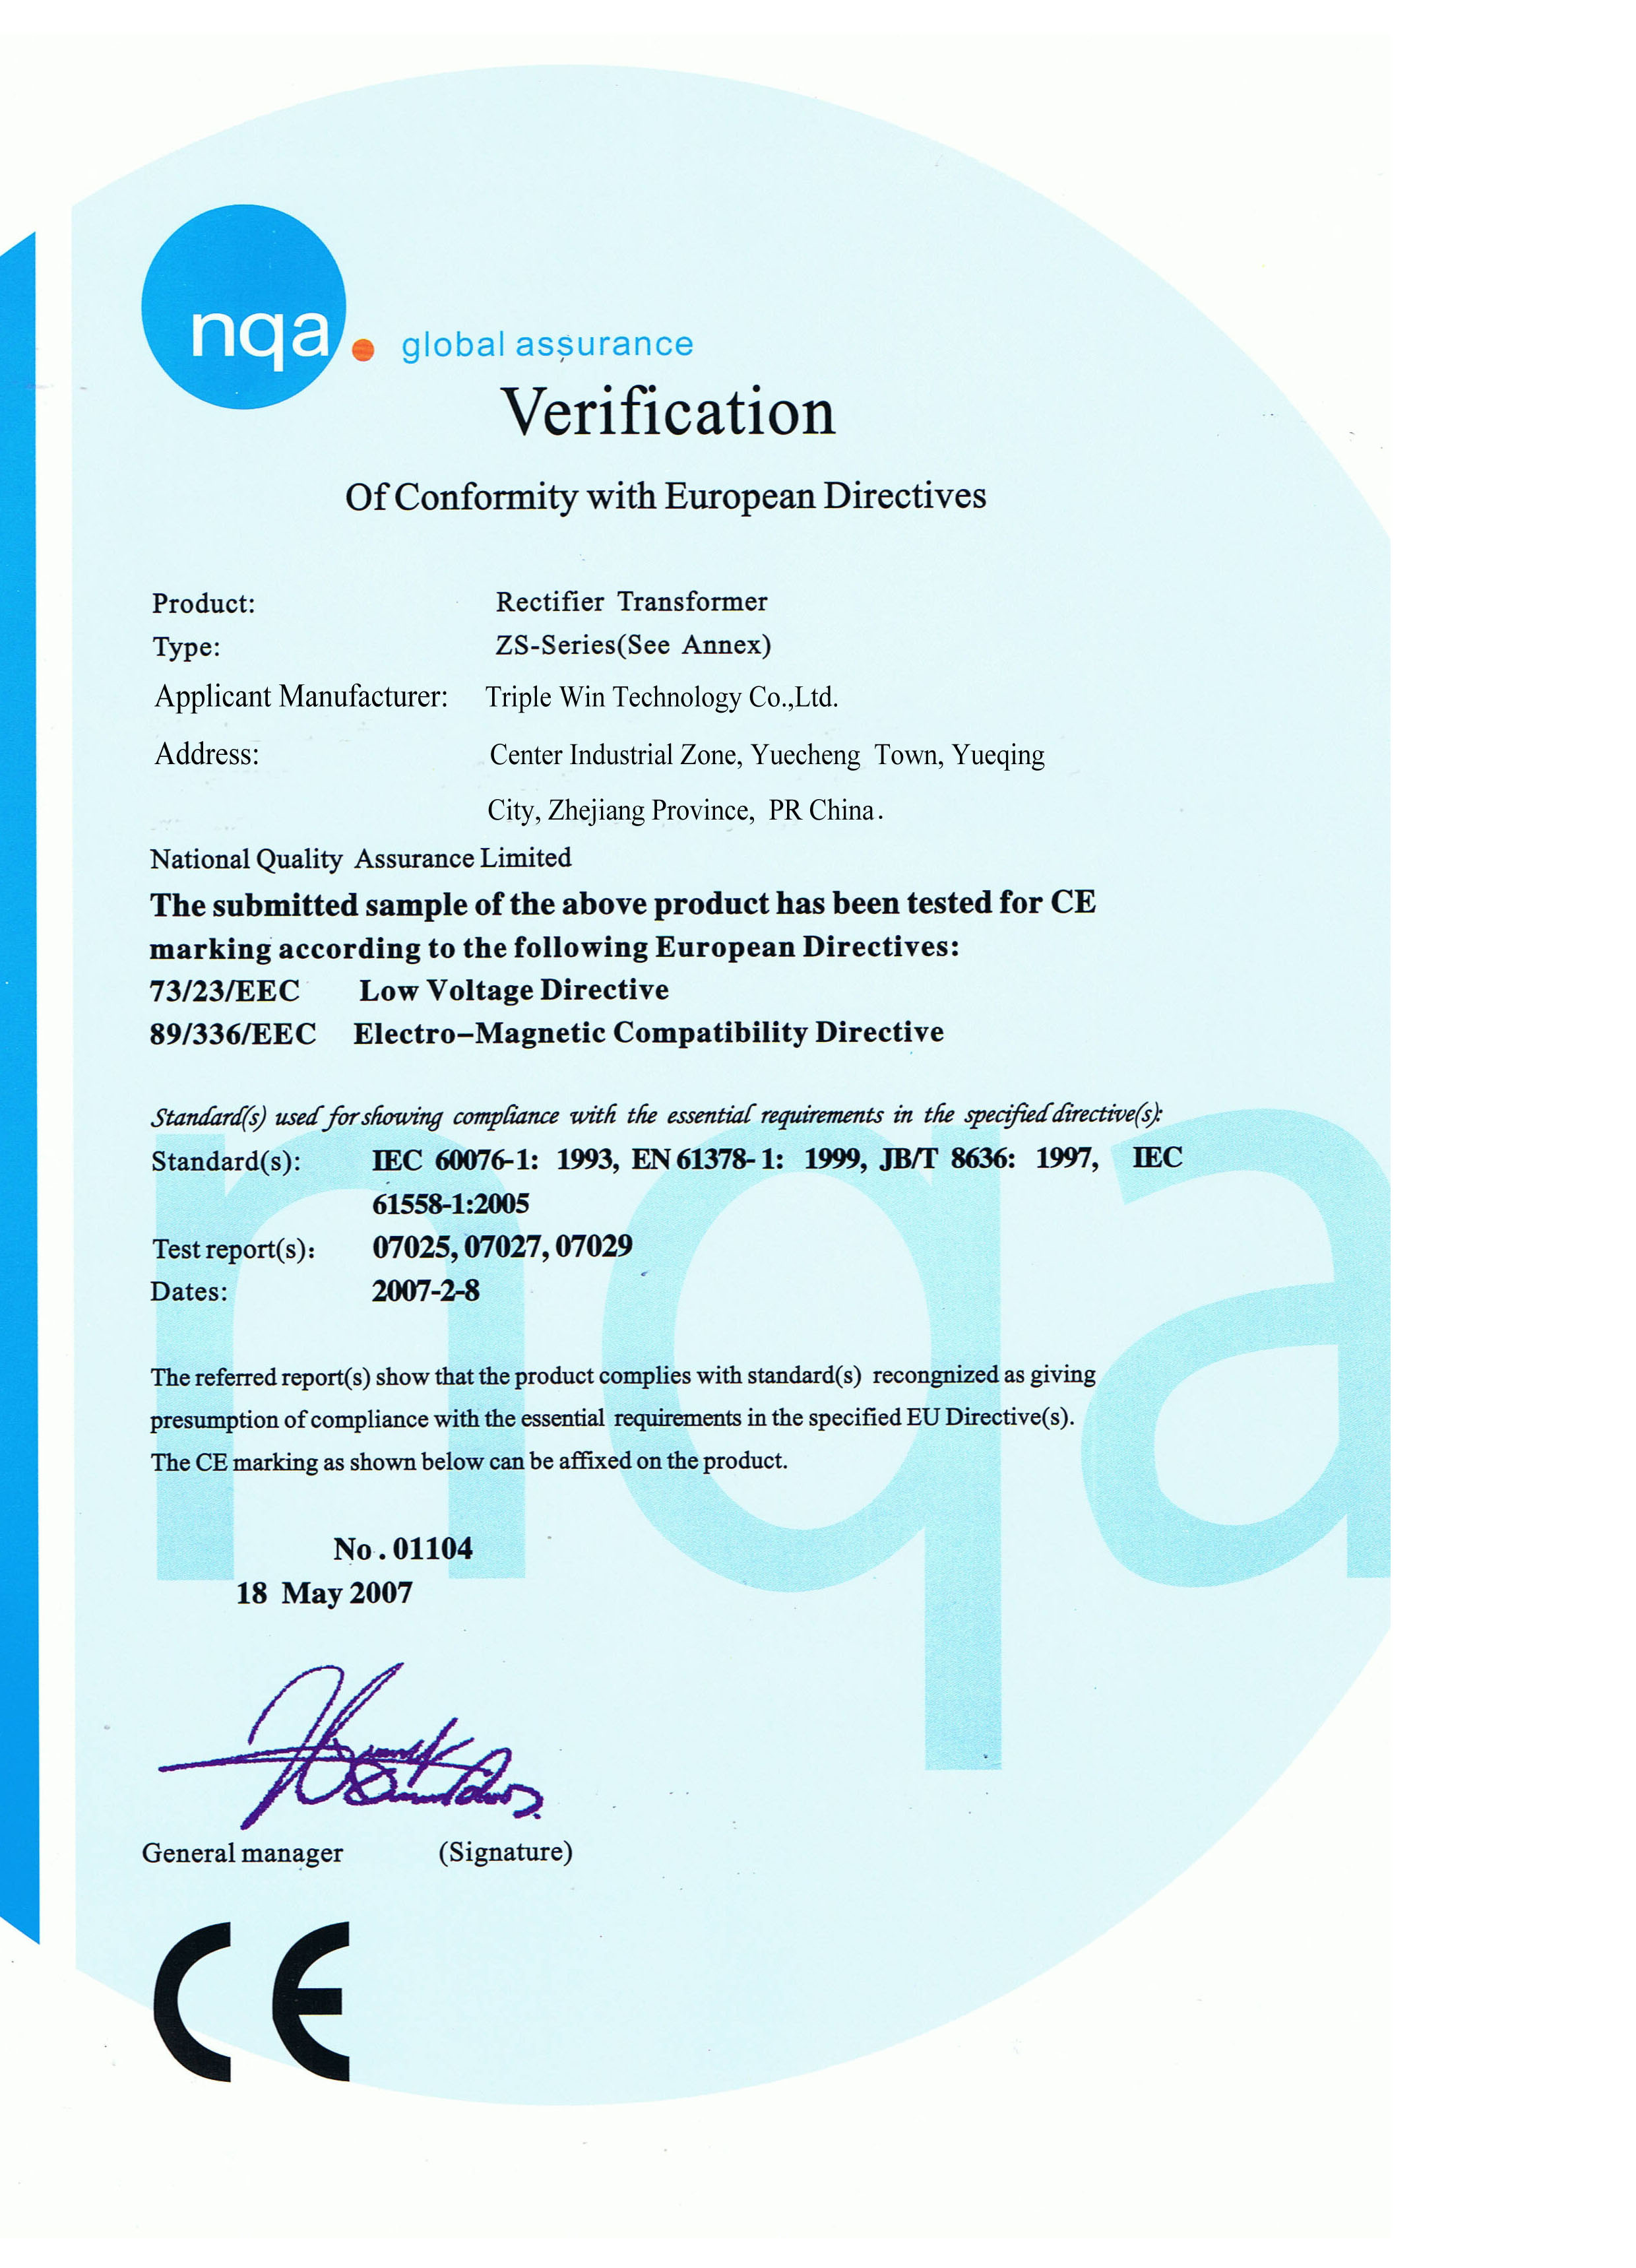 nqa. global assurance
Verification
Of Conformity with European Directives
Product: Rectifier Transformer
Type: ZS-Series(See Annex)
Applicant Manufacturer: Triple Win Technology Co.,Ltd.
Address: Center Industrial Zone, Yuecheng Town, Yueqing
City, Zhejiang Province, PR China.
National Quality Assurance Limited
The submitted sample of the above product has been tested for CE
marking according to the following European Directives:
73/23/EEC Low Voltage Directive
89/336/EEC Electro-Magnetic Compatibility Directive
Standard(s) used for showing compliance with the essential requirements in the specified directive(s):
Standard(s): IEC 60076-1: 1993, EN 61378-1: 1999, JB/T 8636: 1997, IEC
61558-1:2005
Test report(s): 07025, 07027, 07029
Dates: 2007-2-8
The referred report(s) show that the product complies with standard(s) recongnized as giving
presumption of compliance with the essential requirements in the specified EU Directive(s).
The CE marking as shown below can be affixed on the product.
No. 01104
18 May 2007
General manager (Signature)
CE
nqa